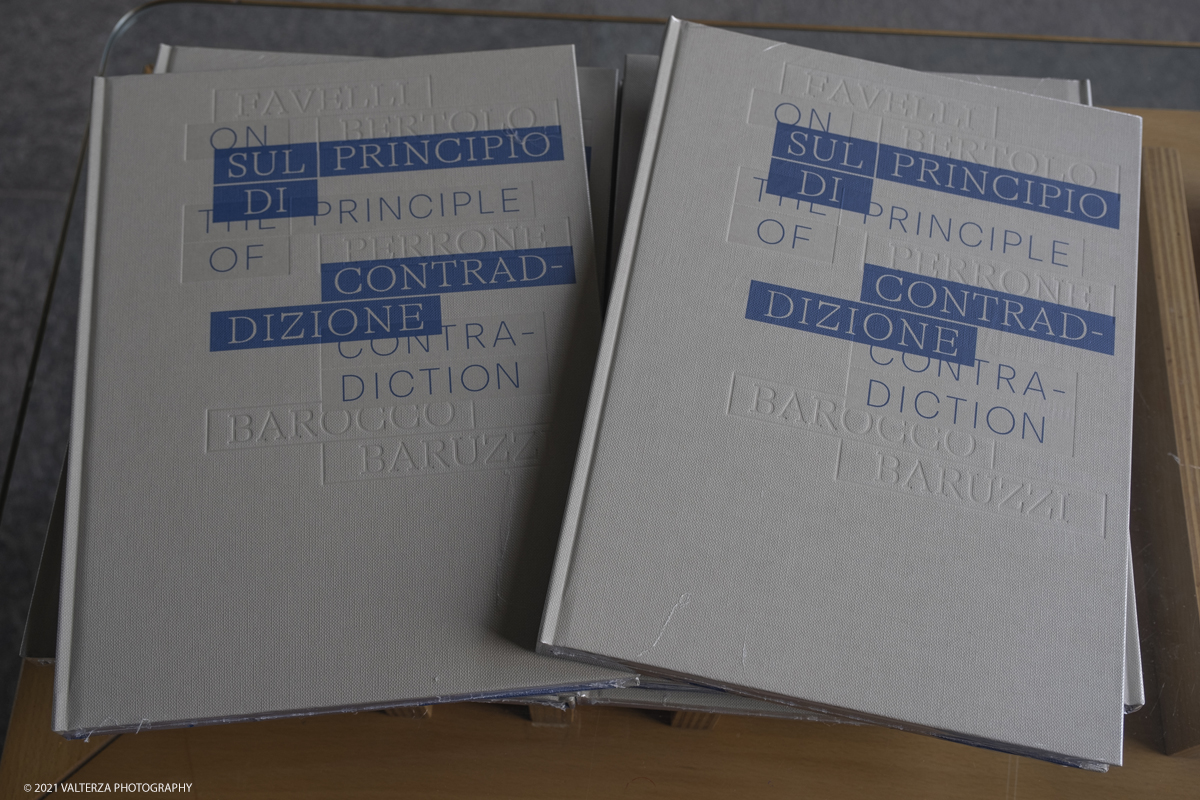 FAVELLI
ON
BERTOLO
SUL PRINCIPIO
DI
THE PRINCIPLE
OF
PERRONE
CONTRAD-
DIZIONE
CONTRA-
DICTION
BAROCCO
BARUZZ
FAVELLI
ON
BERTOLO
SUL PRINCIPIO
DI
THE PRINCIPLE
OF
PERRONE
CONTRAD-
DIZIONE
CONTRA-
DICTION
BAROCCO
BARUZZI
© 2021 VALTERZA PHOTOGRAPHY